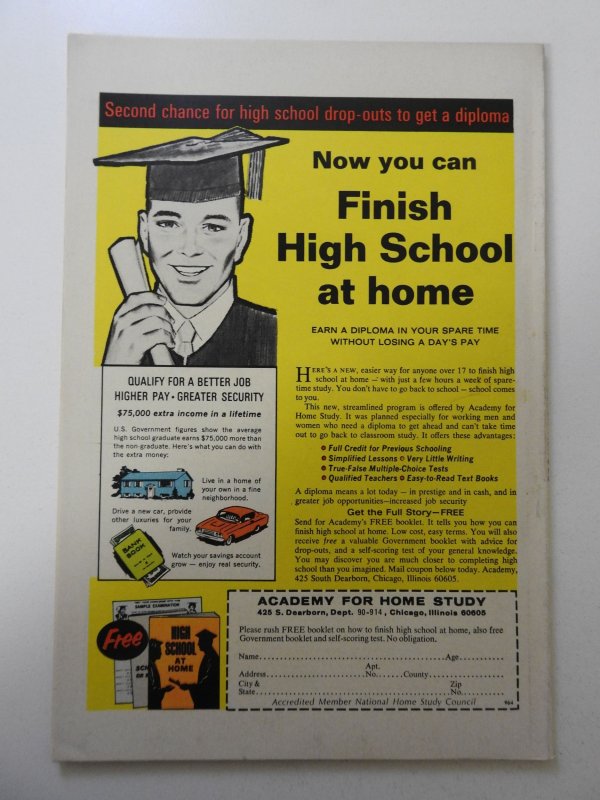 Second chance for high school drop-outs to get a diploma
Now you can
Finish
High School
at home
EARN A DIPLOMA IN YOUR SPARE TIME
WITHOUT LOSING A DAY'S PAY
QUALIFY FOR A BETTER JOB
HIGHER PAY • GREATER SECURITY
$75,000 extra income in a lifetime
U.S. Government figures show the average
high school graduate earns $75,000 more than
the non-graduate. Here's what you can do with
the extra money:
Live in a home of
your own in a fine
neighborhood.
Drive a new car, provide
other luxuries for your
family.
BANK
BOOK
Watch your savings account
grow — enjoy real security.
HERE'S A NEW, easier way for anyone over 17 to finish high
school at home — with just a few hours a week of spare-
time study. You don't have to go back to school — school comes
to you.
This new, streamlined program is offered by Academy for
Home Study. It was planned especially for working men and
women who need a diploma to get ahead and can't take time
out to go back to classroom study. It offers these advantages:
Full Credit for Previous Schooling
Simplified Lessons Very Little Writing
True-False Multiple-Choice Tests
Qualified Teachers Easy-to-Read Text Books
A diploma means a lot today — in prestige and in cash, and in
greater job opportunities—increased job security
Get the Full Story—FREE
Send for Academy's FREE booklet. It tells you how you can
finish high school at home. Low cost, easy terms. You will also
receive free a valuable Government booklet with advice for
drop-outs, and a self-scoring test of your general knowledge.
You may discover you are much closer to completing high
school than you imagined. Mail coupon below today. Academy,
425 South Dearborn, Chicago, Illinois 60605.
SAMPLE EXAMINATION
Free
HIGH
SCHOOL
AT
HOME
ACADEMY FOR HOME STUDY
425 S. Dearborn, Dept. 90-914, Chicago, Illinois 60605
Please rush FREE booklet on how to finish high school at home, also free
Government booklet and self-scoring test. No obligation.
Name Age
Apt.
Address No. County
City & Zip
State No.
Accredited Member National Home Study Council 964